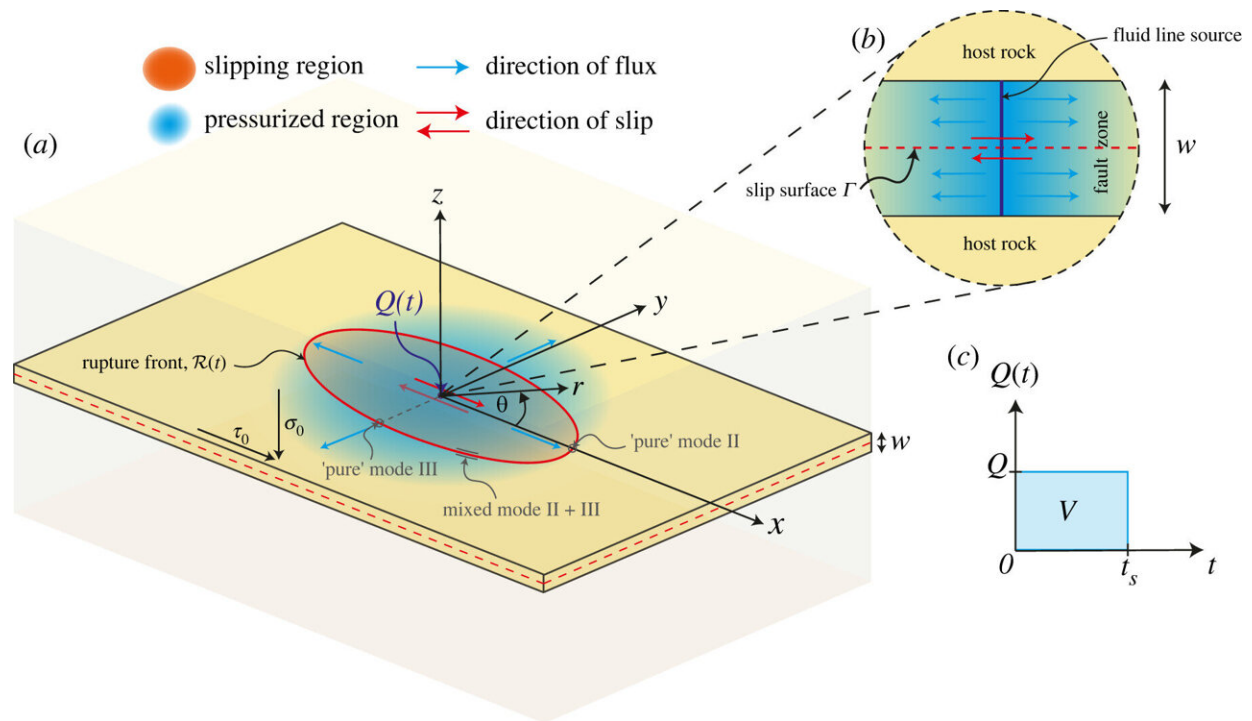 slipping region
direction of flux
pressurized region
direction of slip
(a)
z
Q(t)
y
rupture front, R(t)
r
θ
τ0
σ0
'pure' mode III
'pure' mode II
mixed mode II + III
x
w
(b)
fluid line source
host rock
fault zone
w
slip surface Γ
host rock
(c)
Q(t)
Q
V
0
ts
t